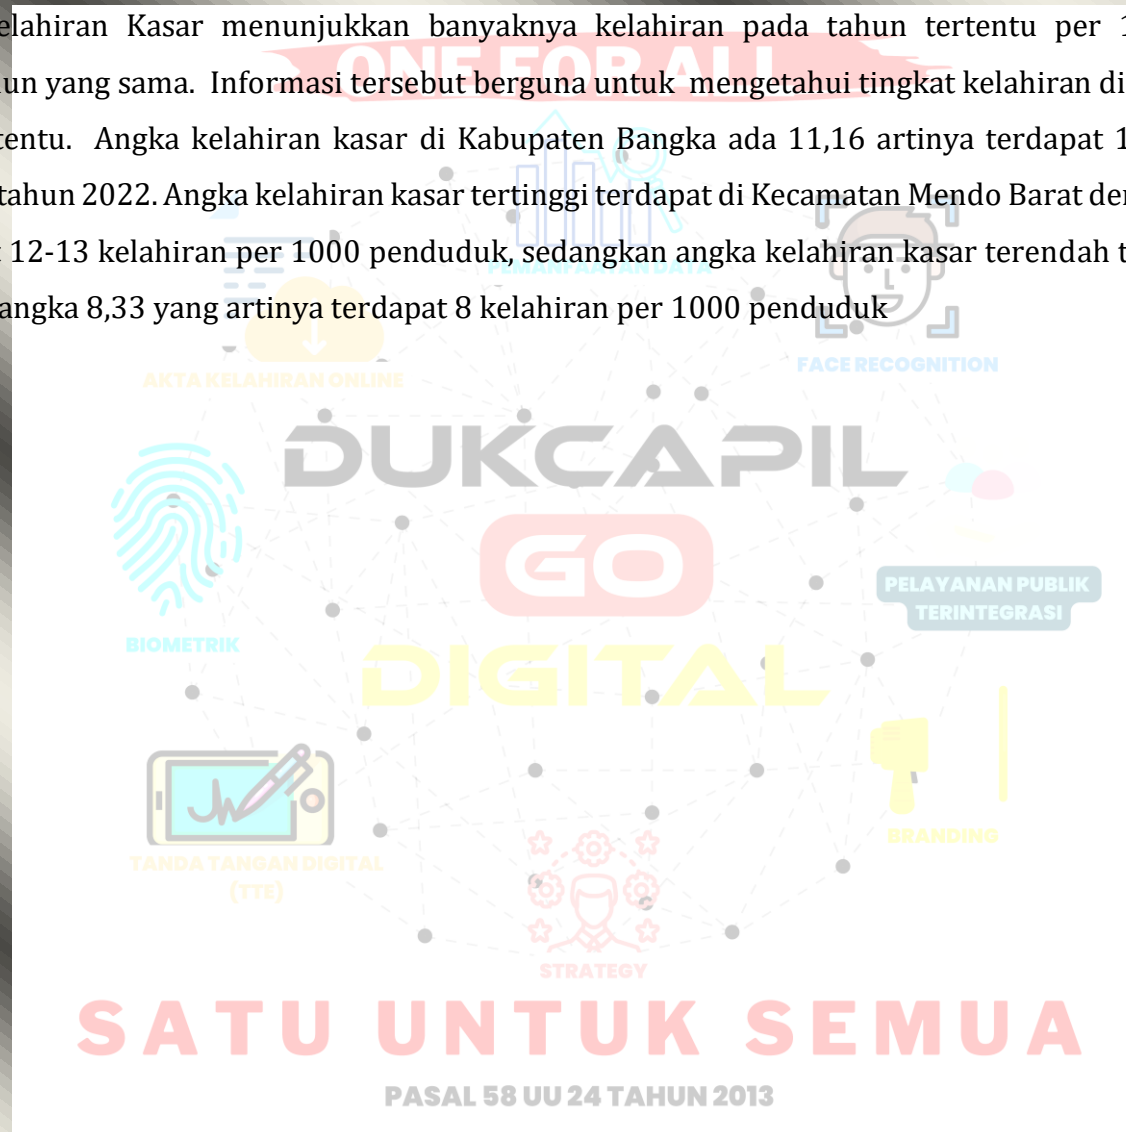 elahiran Kasar menunjukkan banyaknya kelahiran pada tahun tertentu per 1
un yang sama. Informasi tersebut berguna untuk mengetahui tingkat kelahiran di
tentu. Angka kelahiran kasar di Kabupaten Bangka ada 11,16 artinya terdapat 1
tahun 2022. Angka kelahiran kasar tertinggi terdapat di Kecamatan Mendo Barat den
12-13 kelahiran per 1000 penduduk, sedangkan angka kelahiran kasar terendah t
angka 8,33 yang artinya terdapat 8 kelahiran per 1000 penduduk
ONE FOR ALL
PEMANFAATAN DATA
FACE RECOGNITION
AKTA KELAHIRAN ONLINE
DUKCAPIL
GO
DIGITAL
BIOMETRIK
PELAYANAN PUBLIK
TERINTEGRASI
BRANDING
TANDA TANGAN DIGITAL
(TTE)
STRATEGY
SATU UNTUK SEMUA
PASAL 58 UU 24 TAHUN 2013